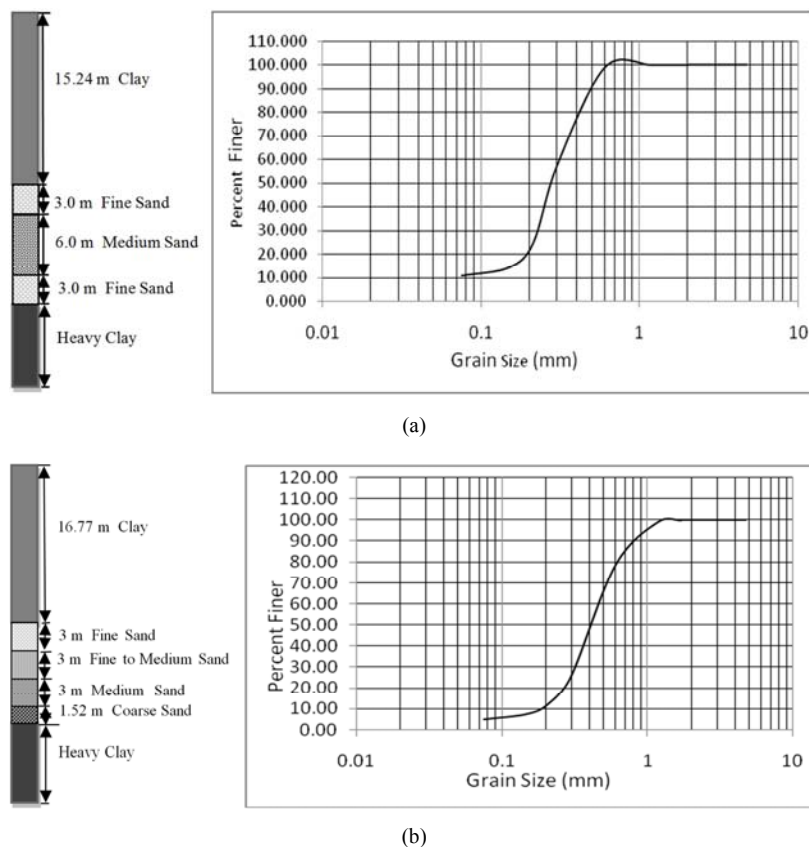 15.24 m Clay
3.0 m Fine Sand
6.0 m Medium Sand
3.0 m Fine Sand
Heavy Clay
Percent Finer
110.000
100.000
90.000
80.000
70.000
60.000
50.000
40.000
30.000
20.000
10.000
0.000
0.01 0.1 1 10
Grain Size (mm)
(a)
16.77 m Clay
3 m Fine Sand
3 m Fine to Medium Sand
3 m Medium Sand
1.52 m Coarse Sand
Heavy Clay
Percent Finer
120.00
110.00
100.00
90.00
80.00
70.00
60.00
50.00
40.00
30.00
20.00
10.00
0.00
0.01 0.1 1 10
Grain Size (mm)
(b)